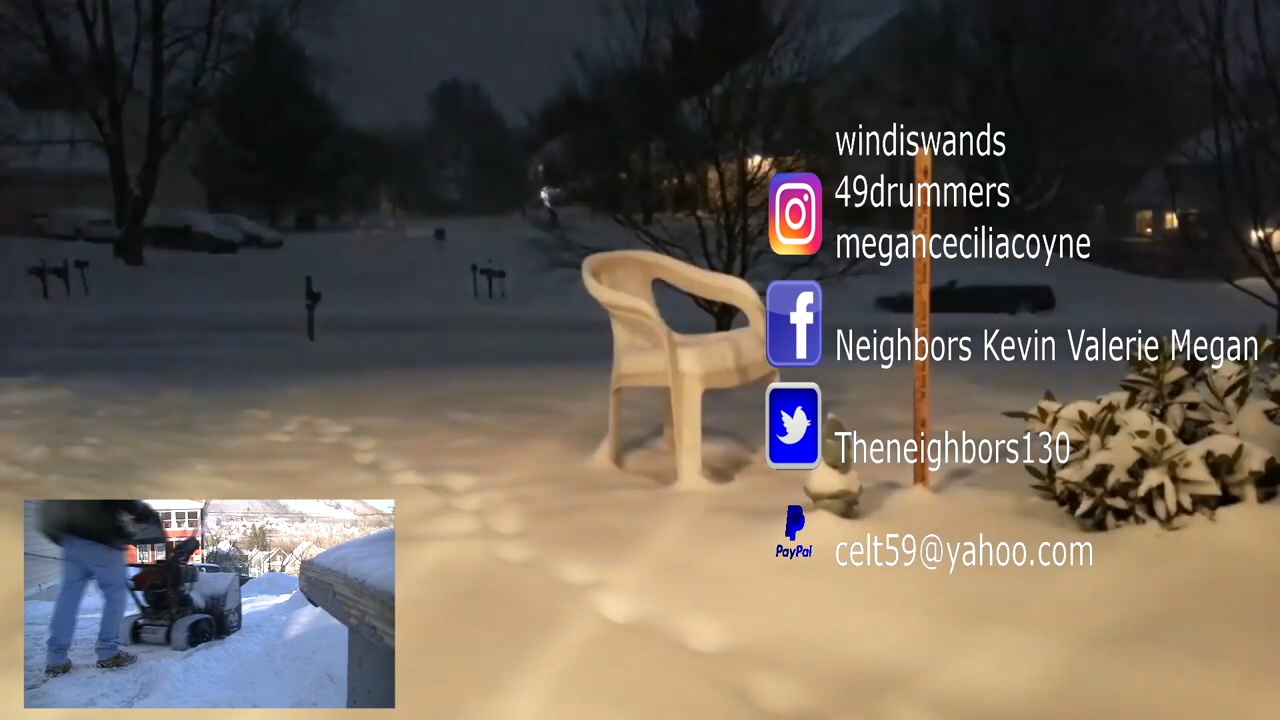 windiswands
49drummers
meganceciliacoyne
Neighbors Kevin Valerie Megan
Theneighbors130
PayPal
celt59@yahoo.com